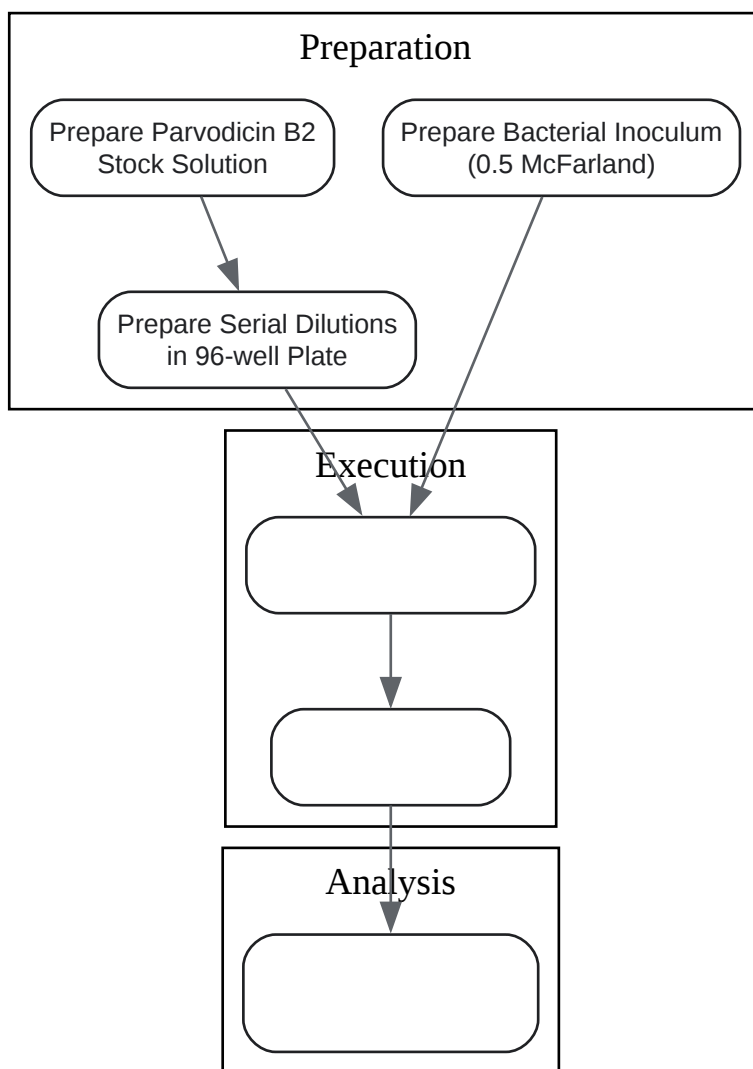 Preparation
Prepare Parvodicin B2
Stock Solution
Prepare Bacterial Inoculum
(0.5 McFarland)
Prepare Serial Dilutions
in 96-well Plate
Execution
Analysis